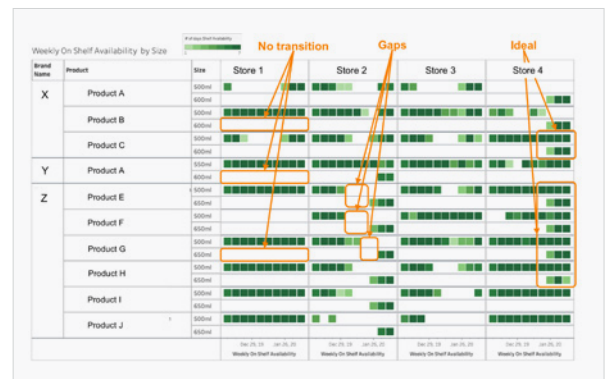 # of days Shelf Availability
Weekly On Shelf Availability by Size
No transition
Gaps
Ideal
Brand Name
Product
Size
Store 1
Store 2
Store 3
Store 4
X
Product A
500ml
600ml
Product B
500ml
600ml
Product C
500ml
600ml
Y
Product A
550ml
600ml
Z
Product E
500ml
650ml
Product F
500ml
650ml
Product G
500ml
650ml
Product H
500ml
650ml
Product I
500ml
650ml
Product J
500ml
650ml
Dec 29, 19 Jan 26, 20 Dec 29, 19 Jan 26, 20 Dec 29, 19 Jan 26, 20 Dec 29, 19 Jan 26, 20
Weekly On Shelf Availability Weekly On Shelf Availability Weekly On Shelf Availability Weekly On Shelf Availability